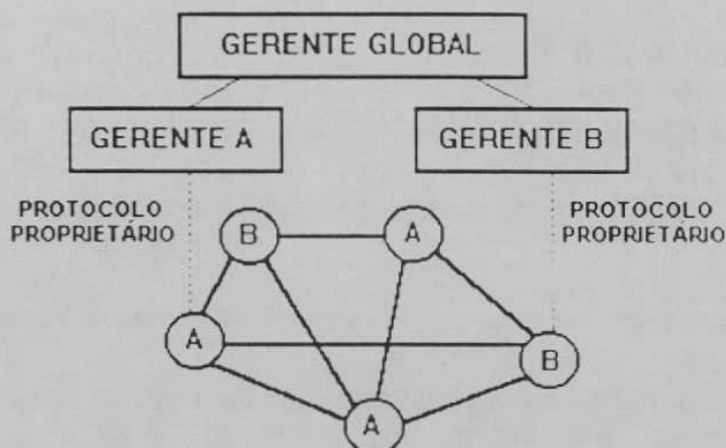 GERENTE GLOBAL
GERENTE A
GERENTE B
PROTOCOLO
PROPRIETÁRIO
PROTOCOLO
PROPRIETÁRIO
B
A
A
B
A